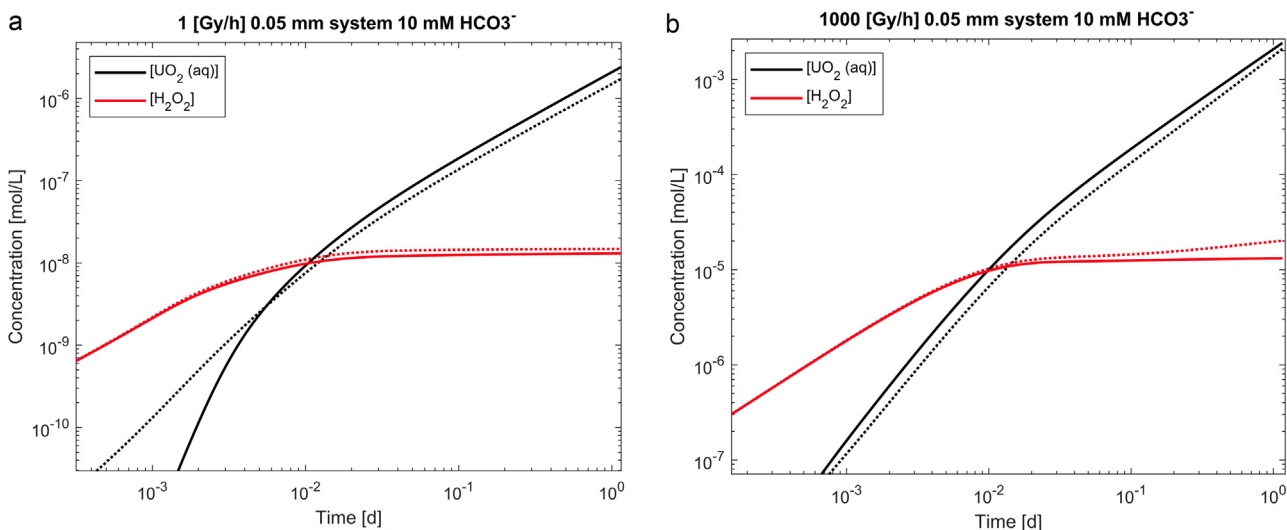 a
1 [Gy/h] 0.05 mm system 10 mM HCO3⁻
[UO₂ (aq)]
[H₂O₂]
10⁻⁶
10⁻⁷
10⁻⁸
10⁻⁹
10⁻¹⁰
Concentration [mol/L]
10⁻³
10⁻²
10⁻¹
10⁰
Time [d]
b
1000 [Gy/h] 0.05 mm system 10 mM HCO3⁻
[UO₂ (aq)]
[H₂O₂]
10⁻³
10⁻⁴
10⁻⁵
10⁻⁶
10⁻⁷
Concentration [mol/L]
10⁻³
10⁻²
10⁻¹
10⁰
Time [d]